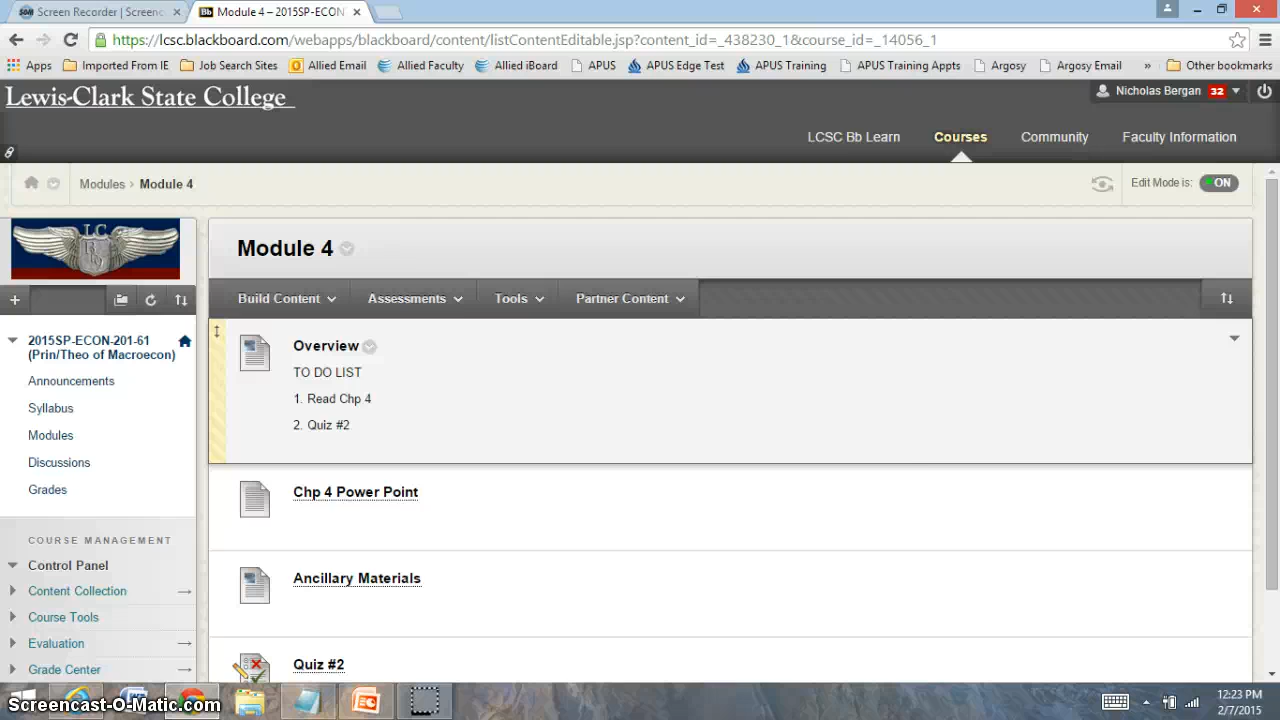 Screen Recorder | Screenc
Module 4 – 2015SP-ECON
https://lcsc.blackboard.com/webapps/blackboard/content/listContentEditable.jsp?content_id=_438230_1&course_id=_14056_1
Apps Imported From IE Job Search Sites Allied Email Allied Faculty Allied iBoard APUS APUS Edge Test APUS Training APUS Training Appts Argosy Argosy Email » Other bookmarks
Lewis-Clark State College
Nicholas Bergan 32
LCSC Bb Learn Courses Community Faculty Information
Modules > Module 4
Edit Mode is: ON
Module 4
Build Content Assessments Tools Partner Content
2015SP-ECON-201-61
(Prin/Theo of Macroecon)
Announcements
Syllabus
Modules
Discussions
Grades
COURSE MANAGEMENT
Control Panel
Content Collection
Course Tools
Evaluation
Grade Center
Overview
TO DO LIST
1. Read Chp 4
2. Quiz #2
Chp 4 Power Point
Ancillary Materials
Quiz #2
Screencast-O-Matic.com
12:23 PM
2/7/2015